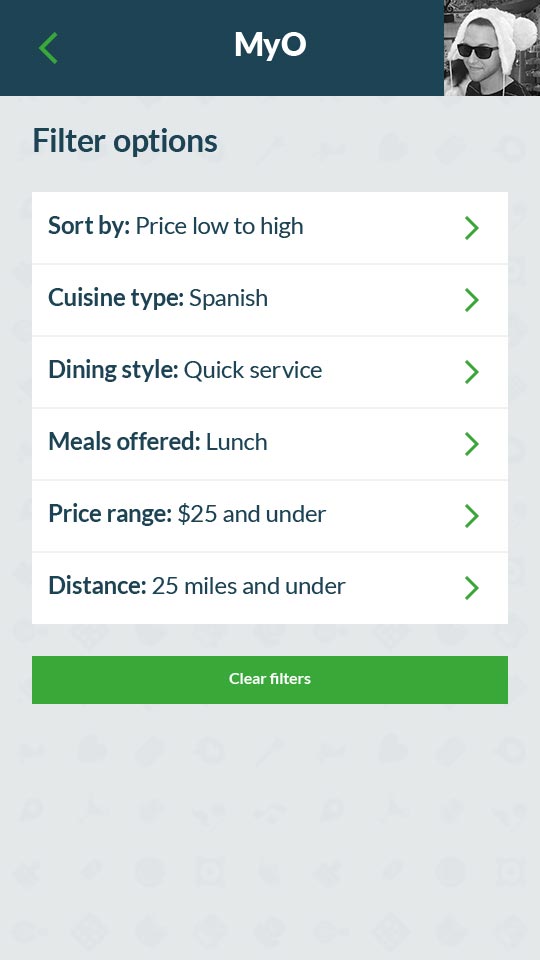 MyO
Filter options
Sort by: Price low to high
Cuisine type: Spanish
Dining style: Quick service
Meals offered: Lunch
Price range: $25 and under
Distance: 25 miles and under
Clear filters